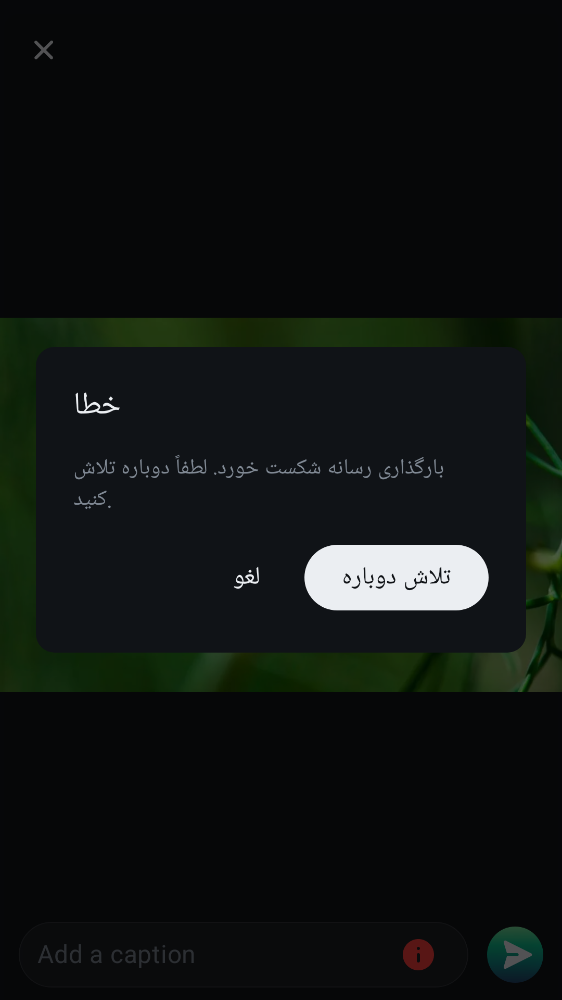 خطا
بارگذاری رسانه شکست خورد. لطفاً دوباره تلاش
کنید.
تلاش دوباره
لغو
Add a caption